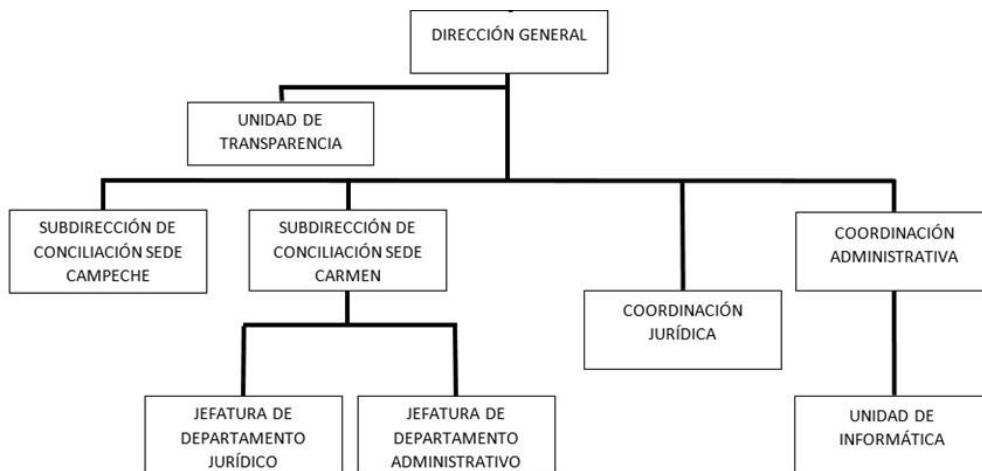 DIRECCIÓN GENERAL
UNIDAD DE
TRANSPARENCIA
SUBDIRECCIÓN DE
CONCILIACIÓN SEDE
CAMPECHE
SUBDIRECCIÓN DE
CONCILIACIÓN SEDE
CARMEN
COORDINACIÓN
JURÍDICA
COORDINACIÓN
ADMINISTRATIVA
JEFATURA DE
DEPARTAMENTO
JURÍDICO
JEFATURA DE
DEPARTAMENTO
ADMINISTRATIVO
UNIDAD DE
INFORMÁTICA